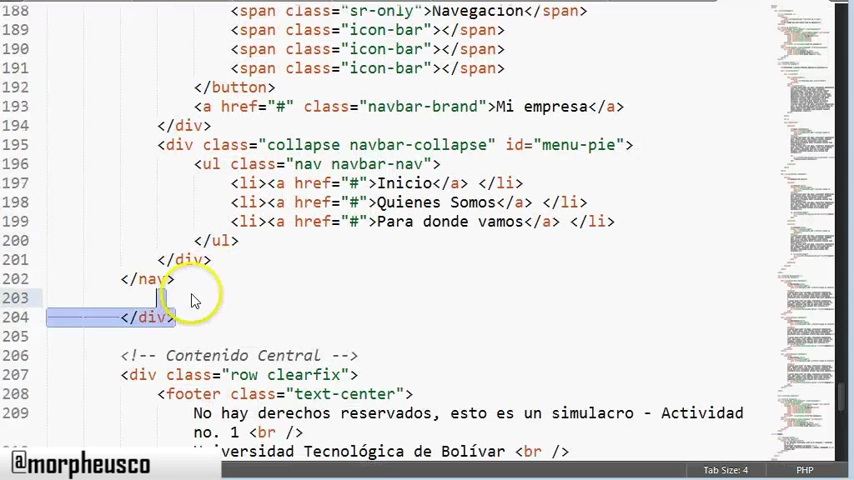 188 <span class="sr-only">Navegacion</span>
189 <span class="icon-bar"></span>
190 <span class="icon-bar"></span>
191 <span class="icon-bar"></span>
192 </button>
193 <a href="#" class="navbar-brand">Mi empresa</a>
194 </div>
195 <div class="collapse navbar-collapse" id="menu-pie">
196 <ul class="nav navbar-nav">
197 <li><a href="#">Inicio</a> </li>
198 <li><a href="#">Quienes Somos</a> </li>
199 <li><a href="#">Para donde vamos</a> </li>
200 </ul>
201 </div>
202 </nav>
203
204 </div>
205
206 <!-- Contenido Central -->
207 <div class="row clearfix">
208 <footer class="text-center">
209 No hay derechos reservados, esto es un simulacro - Actividad
no. 1 <br />
Universidad Tecnológica de Bolívar <br />
@morpheusco
Tab Size: 4 PHP